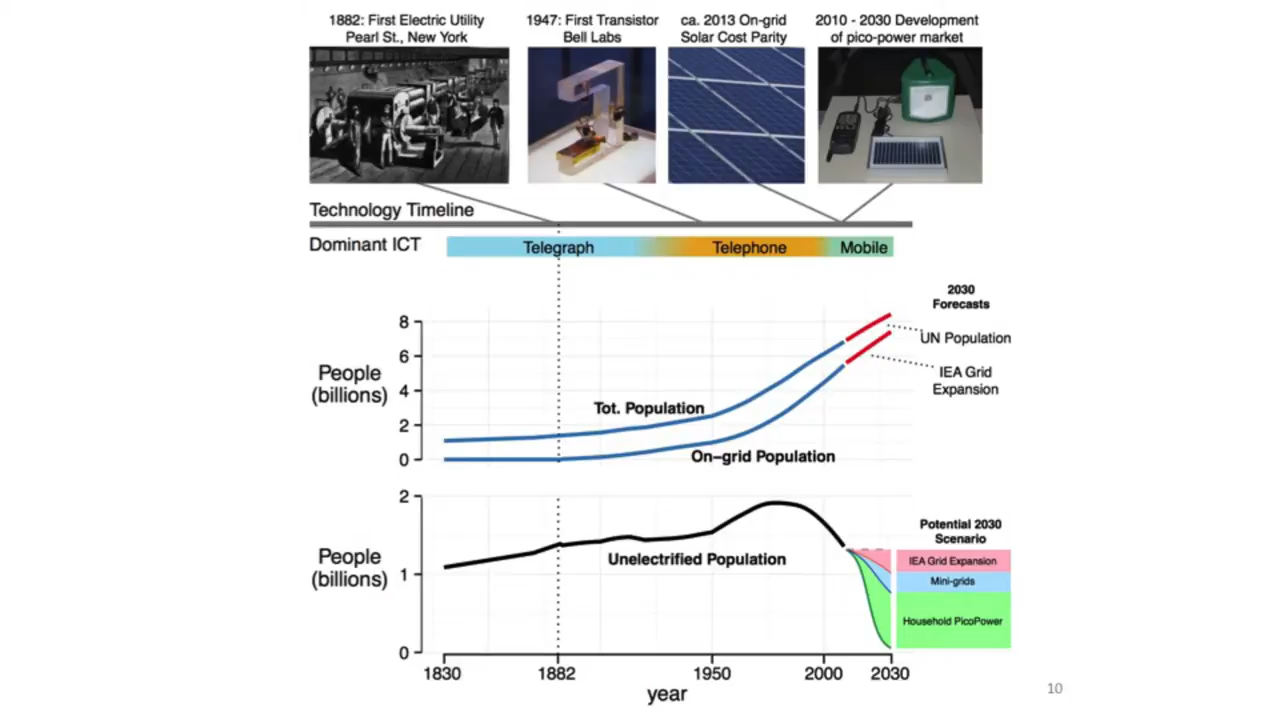 1882: First Electric Utility
Pearl St., New York
1947: First Transistor
Bell Labs
ca. 2013 On-grid
Solar Cost Parity
2010 - 2030 Development
of pico-power market
Technology Timeline
Dominant ICT
Telegraph
Telephone
Mobile
2030
Forecasts
UN Population
IEA Grid
Expansion
8
6
4
2
0
People
(billions)
Tot. Population
On-grid Population
2
1
0
People
(billions)
Unelectrified Population
Potential 2030
Scenario
IEA Grid Expansion
Mini-grids
Household PicoPower
1830
1882
1950
2000
2030
year
10